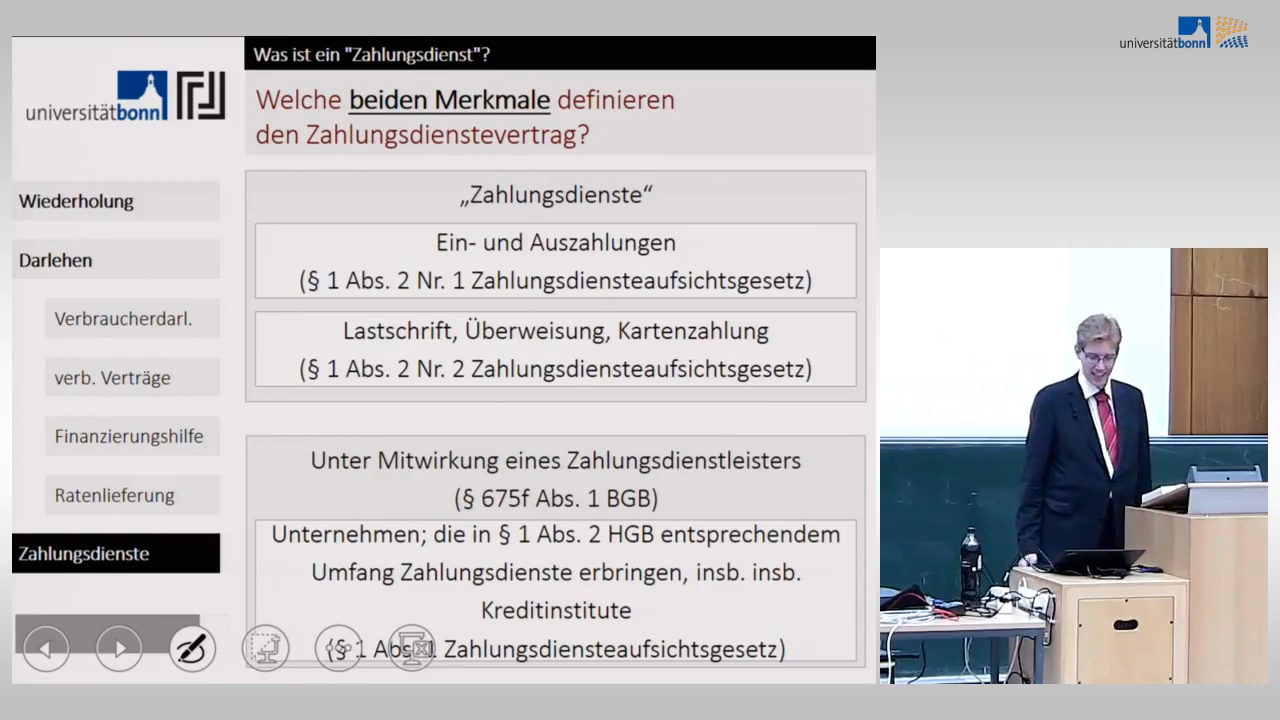 universitätbonn
Was ist ein "Zahlungsdienst"?
universitätbonn
Welche beiden Merkmale definieren
den Zahlungsdienstevertrag?
Wiederholung
Darlehen
Verbraucherdarl.
verb. Verträge
Finanzierungshilfe
Ratenlieferung
Zahlungsdienste
„Zahlungsdienste“
Ein- und Auszahlungen
(§ 1 Abs. 2 Nr. 1 Zahlungsdiensteaufsichtsgesetz)
Lastschrift, Überweisung, Kartenzahlung
(§ 1 Abs. 2 Nr. 2 Zahlungsdiensteaufsichtsgesetz)
Unter Mitwirkung eines Zahlungsdienstleisters
(§ 675f Abs. 1 BGB)
Unternehmen; die in § 1 Abs. 2 HGB entsprechendem
Umfang Zahlungsdienste erbringen, insb. insb.
Kreditinstitute
(§ 1 Abs. Zahlungsdiensteaufsichtsgesetz)